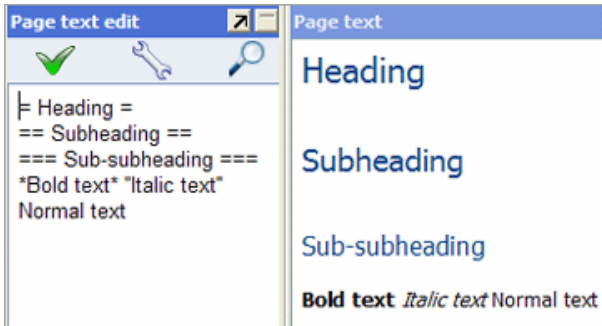 Page text edit
= Heading =
== Subheading ==
=== Sub-subheading ===
*Bold text* "Italic text"
Normal text
Page text
Heading
Subheading
Sub-subheading
Bold text Italic text Normal text